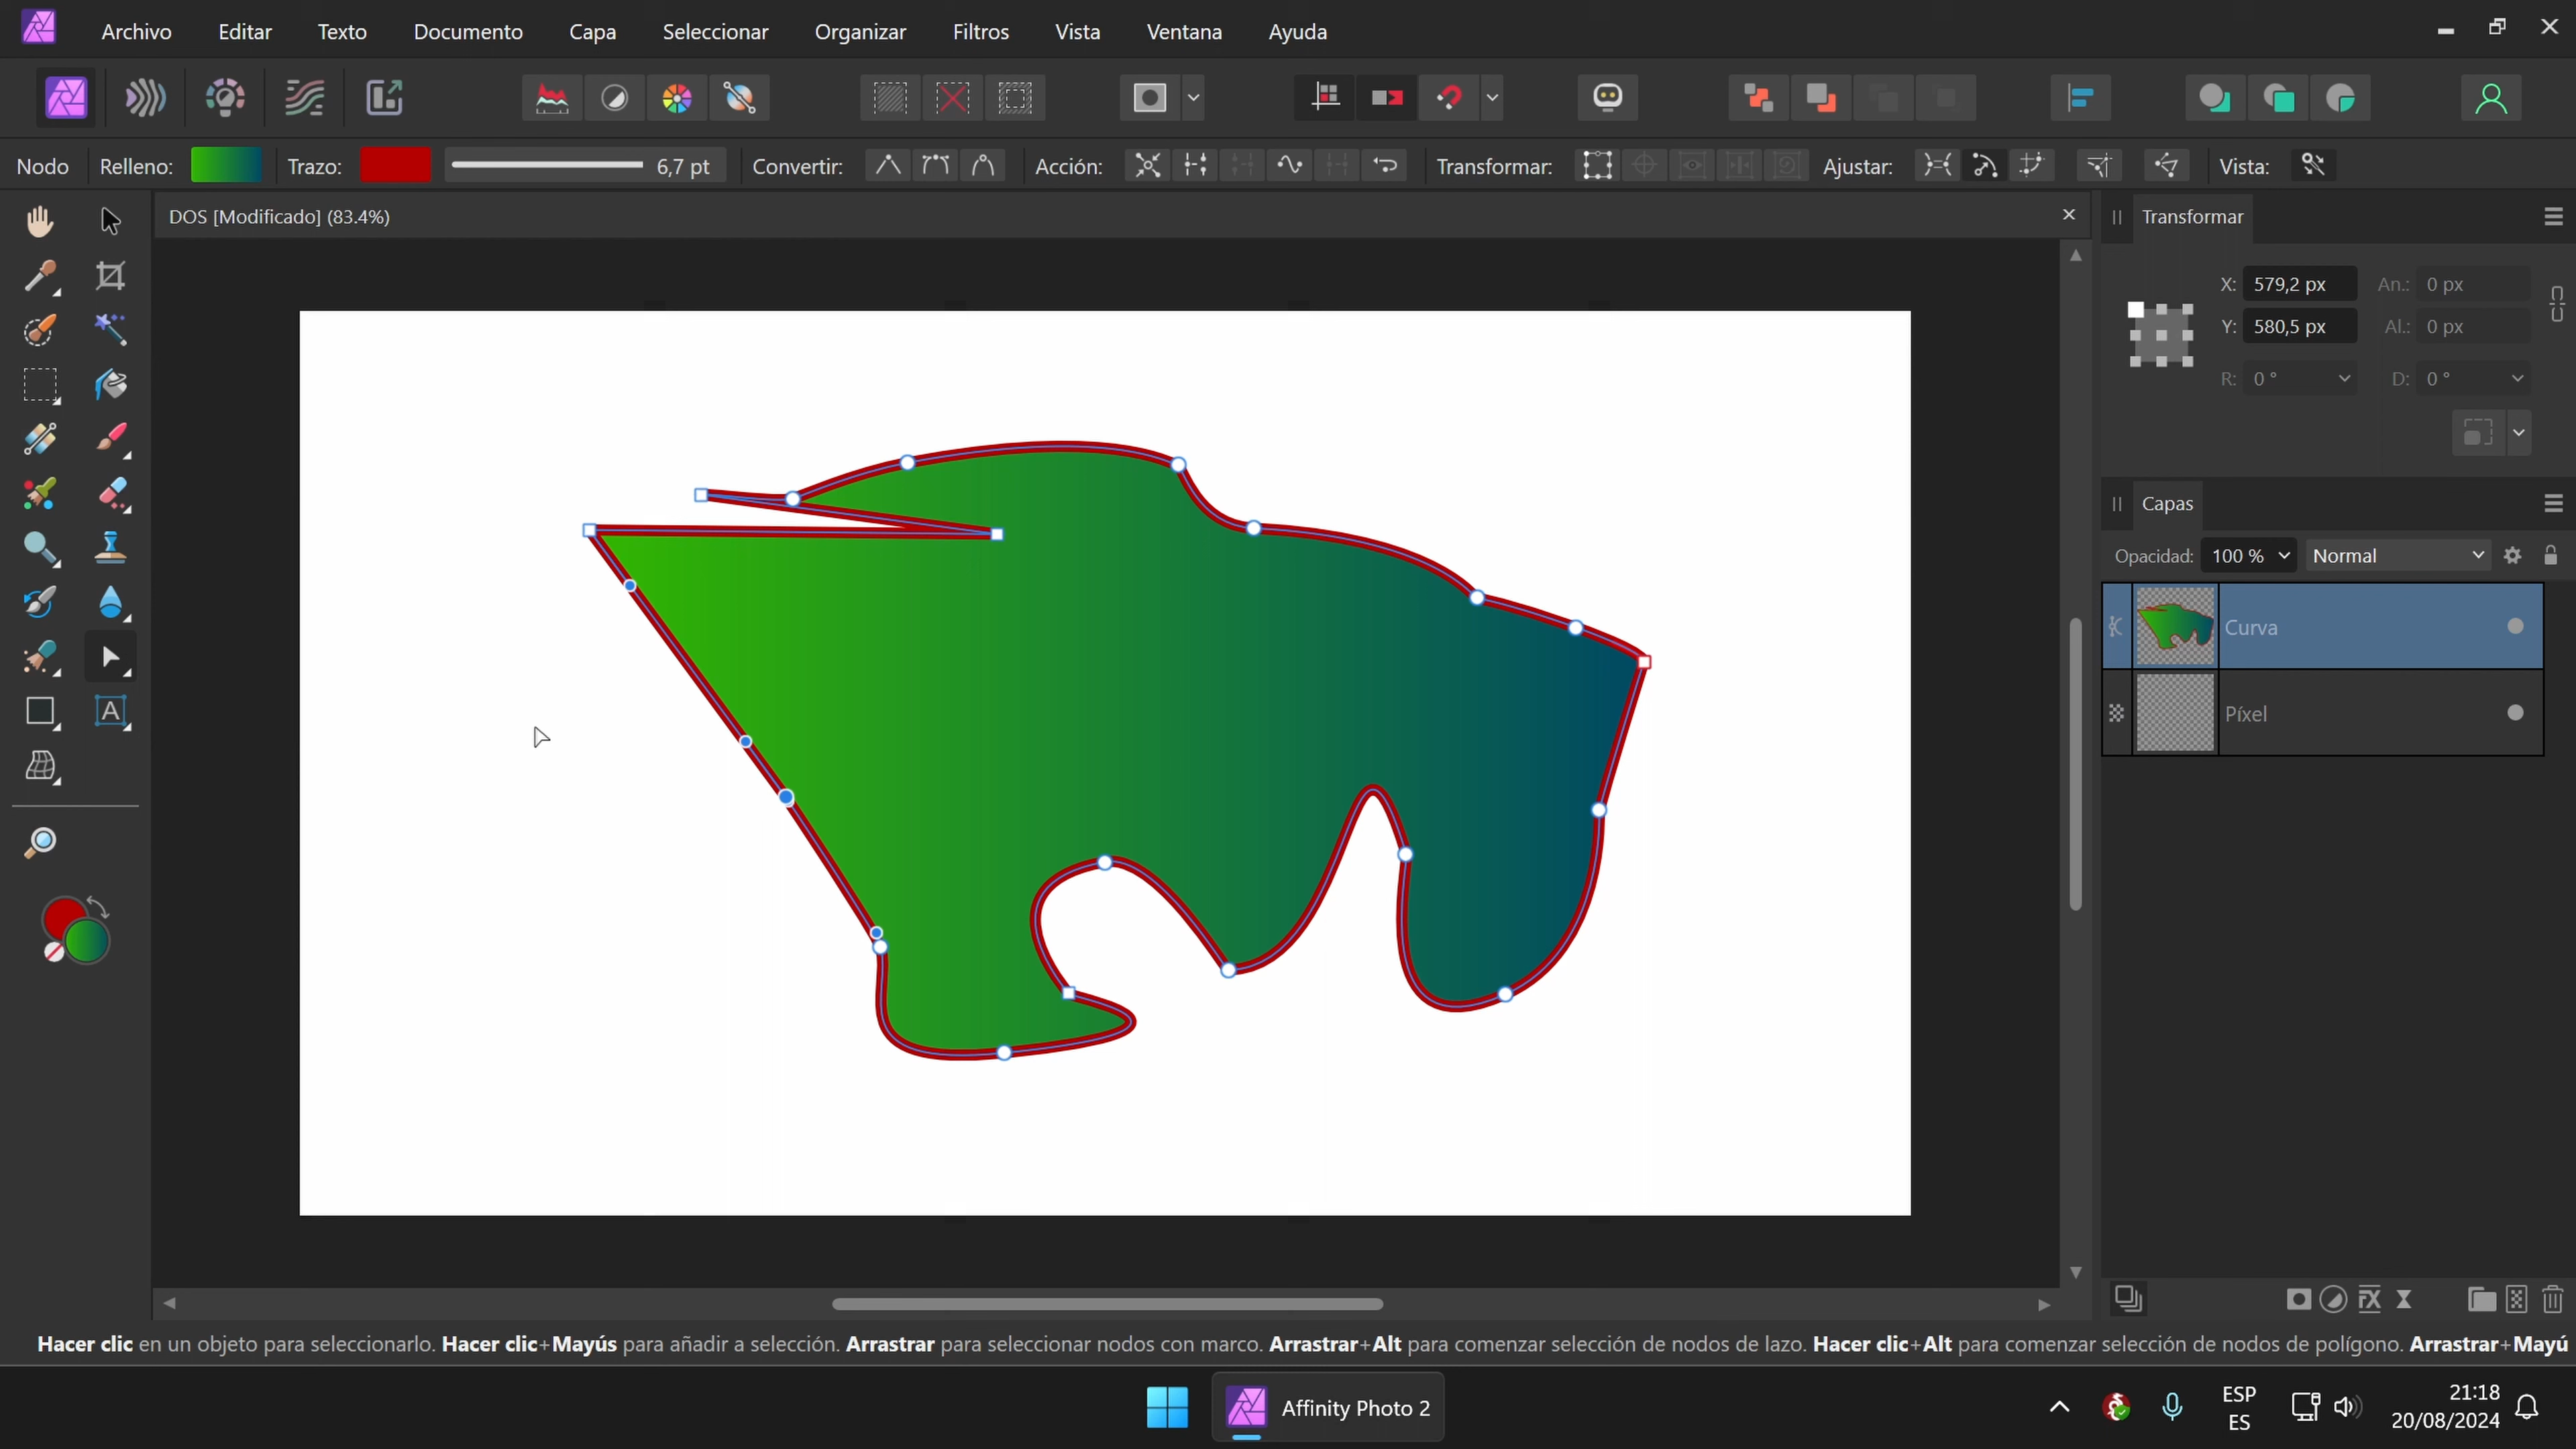 Archivo Editar Texto Documento Capa Seleccionar Organizar Filtros Vista Ventana Ayuda
Nodo Relleno: Trazo: 6,7 pt Convertir: Acción: Transformar: Ajustar: Vista:
DOS [Modificado] (83.4%)
Transformar
X: 579,2 px An.: 0 px
Y: 580,5 px Al.: 0 px
R: 0 ° D: 0 °
Capas
Opacidad: 100 % Normal
Curva
Píxel
Hacer clic en un objeto para seleccionarlo. Hacer clic+Mayús para añadir a selección. Arrastrar para seleccionar nodos con marco. Arrastrar+Alt para comenzar selección de nodos de lazo. Hacer clic+Alt para comenzar selección de nodos de polígono. Arrastrar+Mayú
Affinity Photo 2
ESP
ES
21:18
20/08/2024